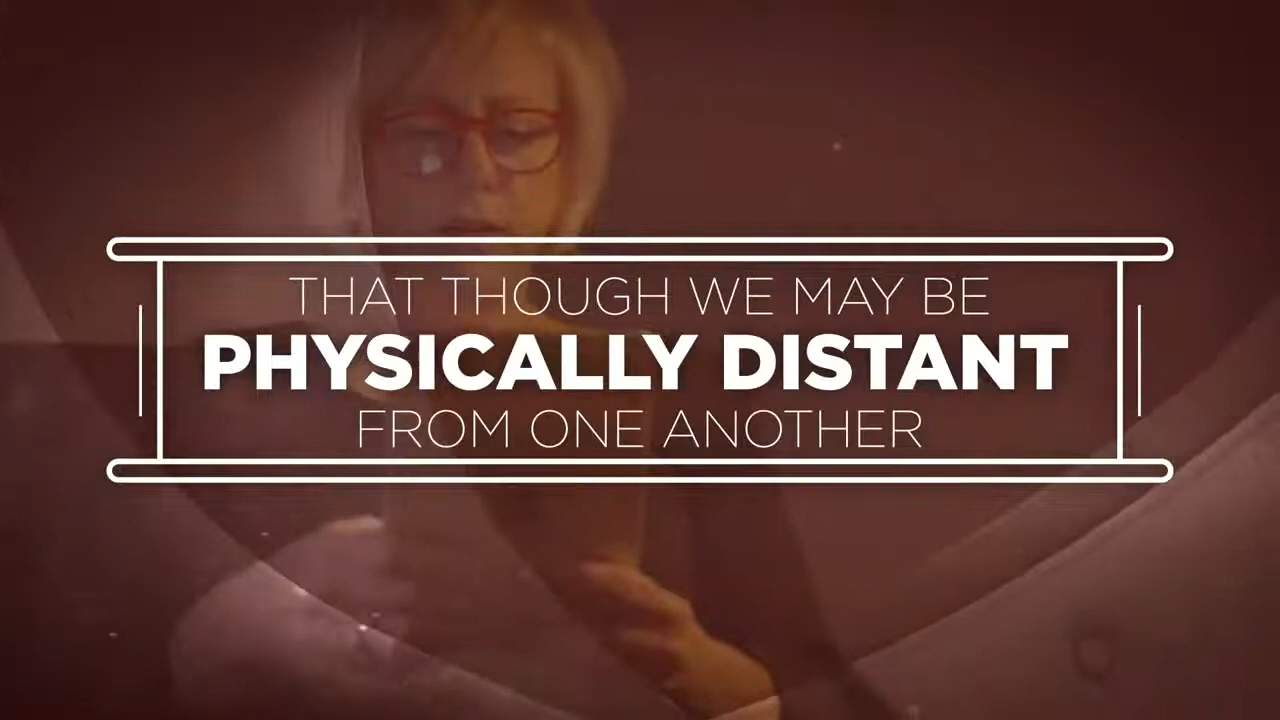 THAT THOUGH WE MAY BE
PHYSICALLY DISTANT
FROM ONE ANOTHER